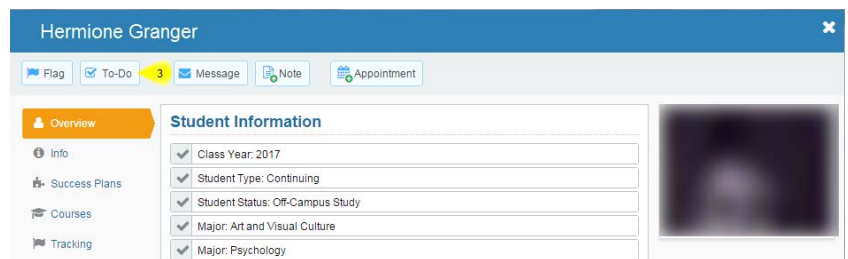 Hermione Granger
Flag To-Do 3 Message Note Appointment
Overview
Info
Success Plans
Courses
Tracking
Student Information
Class Year: 2017
Student Type: Continuing
Student Status: Off-Campus Study
Major: Art and Visual Culture
Major: Psychology